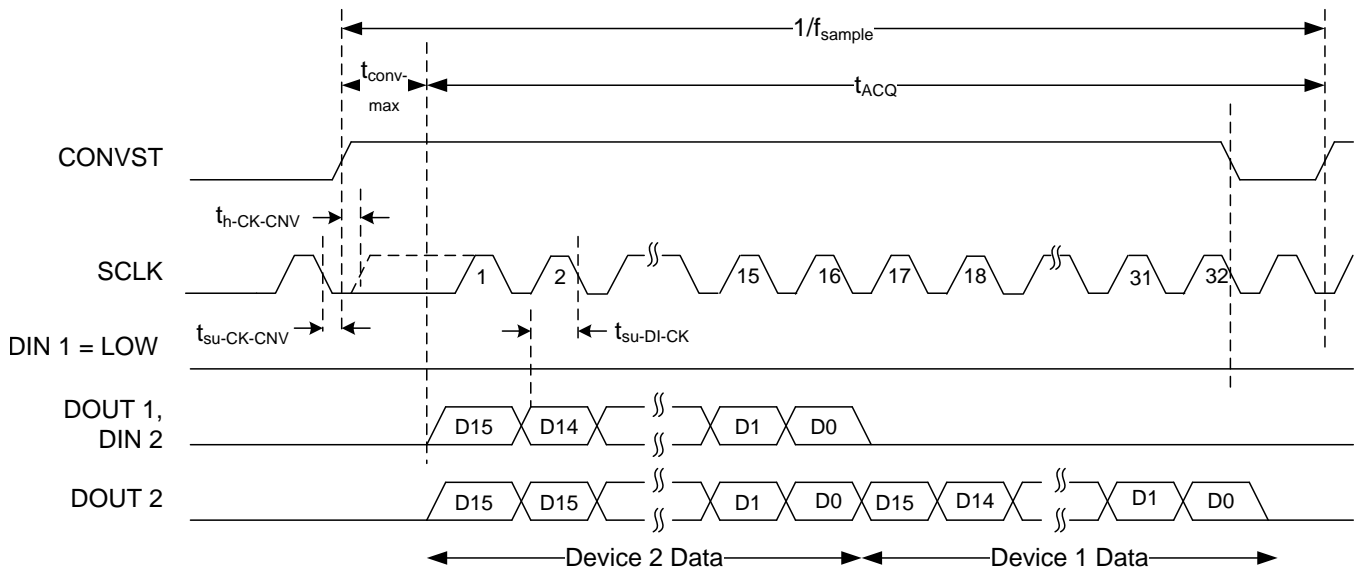 1/fsample
tconv-
max
tACQ
CONVST
th-CK-CNV
SCLK
1 2 15 16 17 18 31 32
tsu-CK-CNV
tsu-DI-CK
DIN 1 = LOW
DOUT 1,
DIN 2
D15 D14 D1 D0
DOUT 2
D15 D15 D1 D0 D15 D14 D1 D0
Device 2 Data Device 1 Data